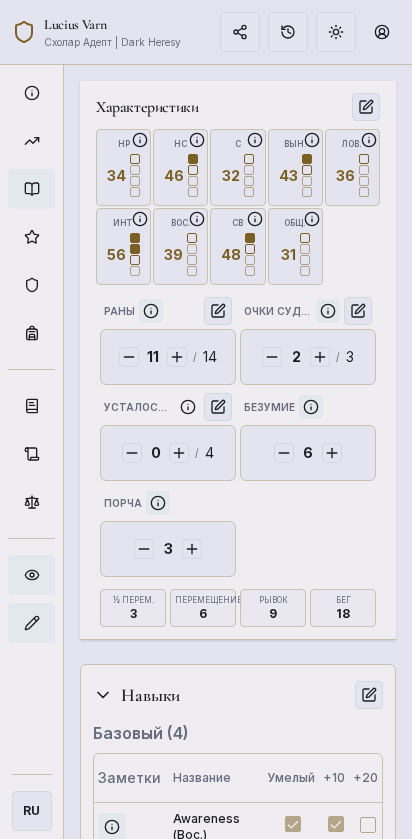 Lucius Varn
Схолар Адепт | Dark Heresy
Характеристики
НР НС С ВЫН. ЛОВ.
34 46 32 43 36
ИНТ ВОС. СВ ОБЩ.
56 39 48 31
РАНЫ ОЧКИ СУД...
11 / 14 2 / 3
УСТАЛОС... БЕЗУМИЕ
0 / 4 6
ПОРЧА
3
½ ПЕРЕМ. ПЕРЕМЕЩЕНИЕ РЫВОК БЕГ
3 6 9 18
Навыки
Базовый (4)
Заметки Название Умелый +10 +20
Awareness
(Вос.)
RU